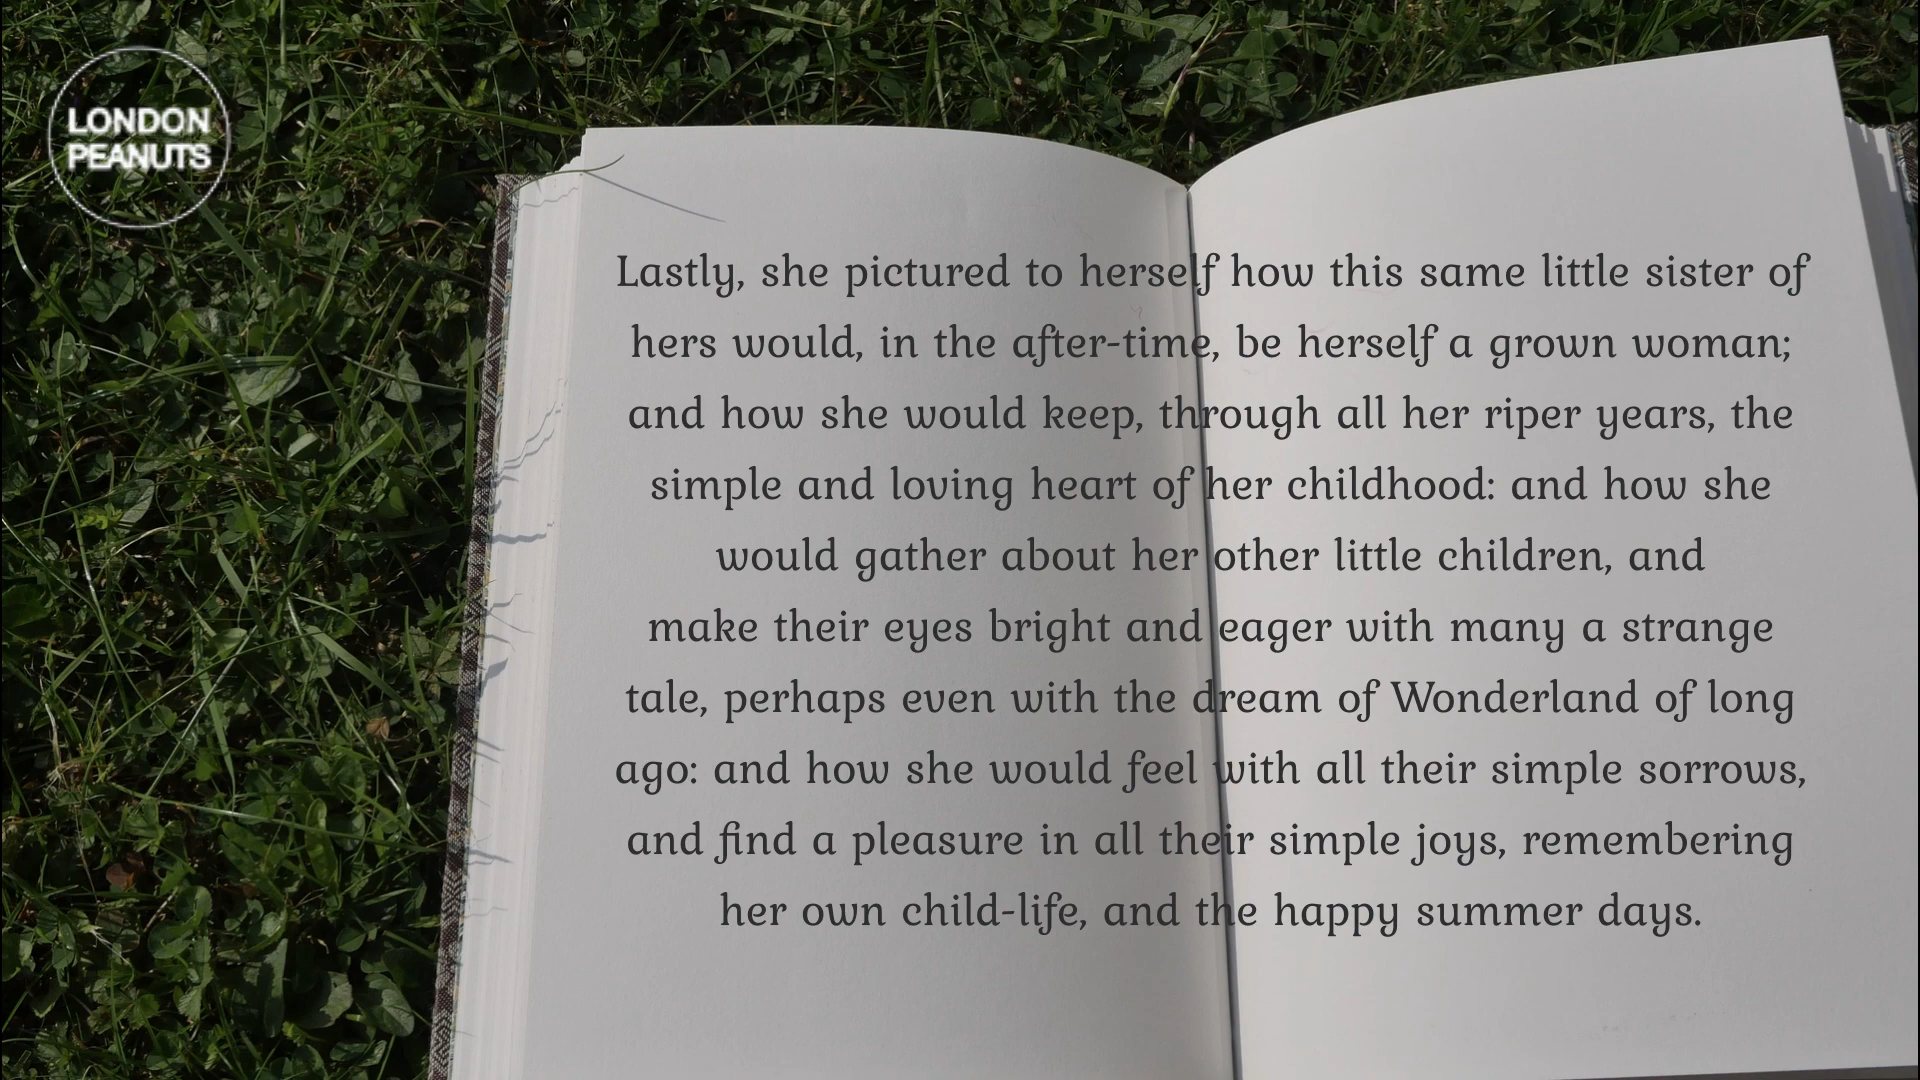 LONDON
PEANUTS
Lastly, she pictured to herself how this same little sister of
hers would, in the after-time, be herself a grown woman;
and how she would keep, through all her riper years, the
simple and loving heart of her childhood: and how she
would gather about her other little children, and
make their eyes bright and eager with many a strange
tale, perhaps even with the dream of Wonderland of long
ago: and how she would feel with all their simple sorrows,
and find a pleasure in all their simple joys, remembering
her own child-life, and the happy summer days.